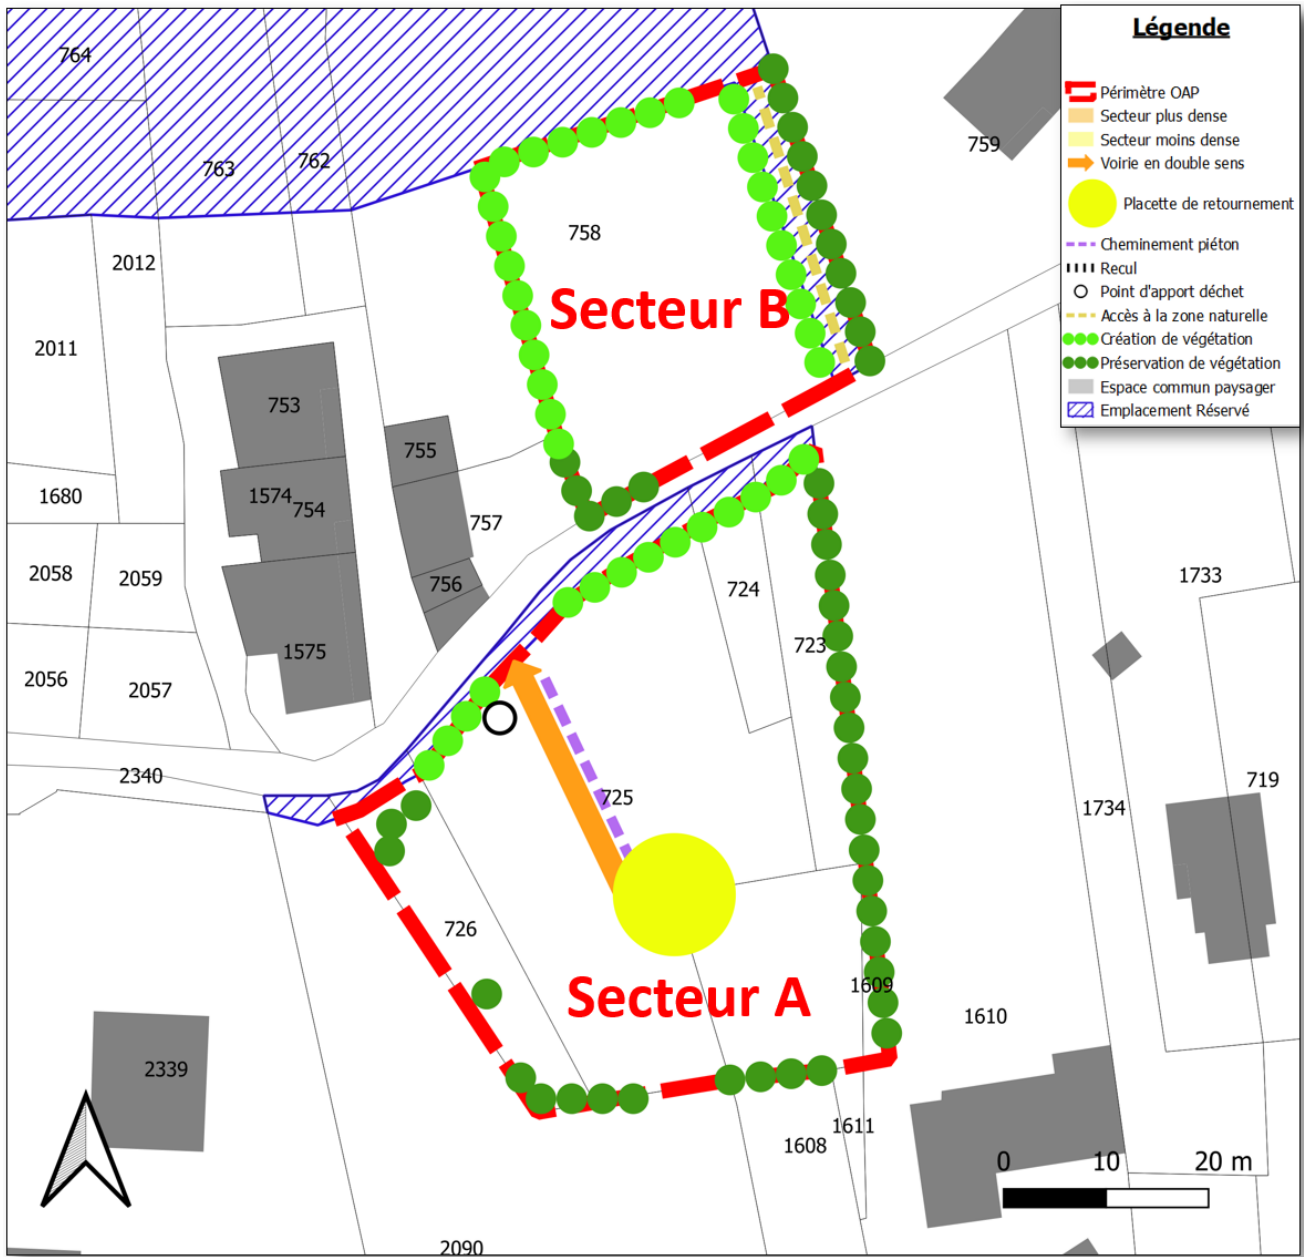 Légende
Périmètre OAP
Secteur plus dense
Secteur moins dense
Voirie en double sens
Placette de retournement
Cheminement piéton
Recul
Point d'apport déchet
Accès à la zone naturelle
Création de végétation
Préservation de végétation
Espace commun paysager
Emplacement Réservé
764
763
762
759
758
2012
Secteur B
2011
753
755
1680
1574
754
757
2058
2059
756
724
1733
723
1575
2056
2057
2340
725
719
1734
726
Secteur A
1609
1610
2339
1611
1608
0 10 20 m
2090